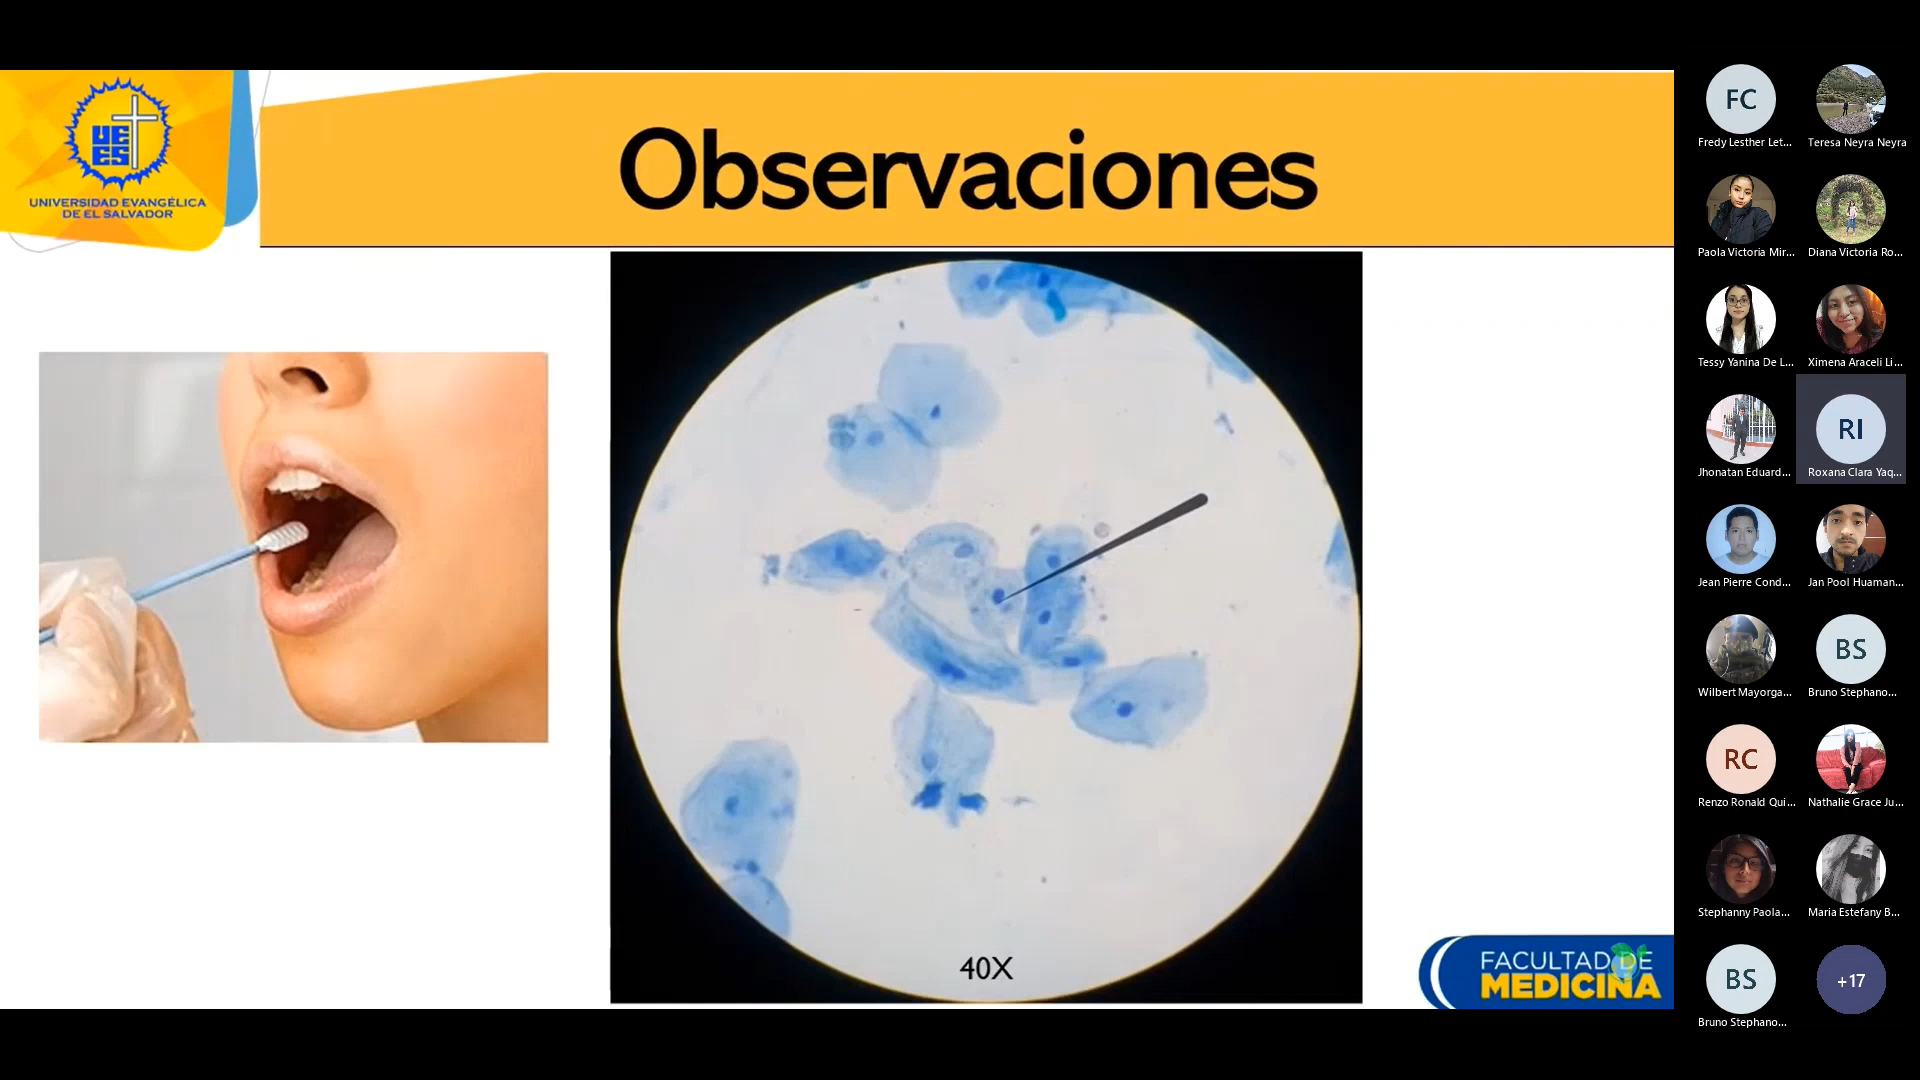 UE
ES
UNIVERSIDAD EVANGÉLICA
DE EL SALVADOR
Observaciones
40X
FACULTAD DE
MEDICINA
FC
Fredy Lesther Let...
Teresa Neyra Neyra
Paola Victoria Mir...
Diana Victoria Ro...
Tessy Yanina De L...
Ximena Araceli Li...
Jhonatan Eduard...
RI
Roxana Clara Yaq...
Jean Pierre Cond...
Jan Pool Huaman...
Wilbert Mayorga...
BS
Bruno Stephano...
RC
Renzo Ronald Qui...
Nathalie Grace Ju...
Stephanny Paola...
Maria Estefany B...
BS
Bruno Stephano...
+17